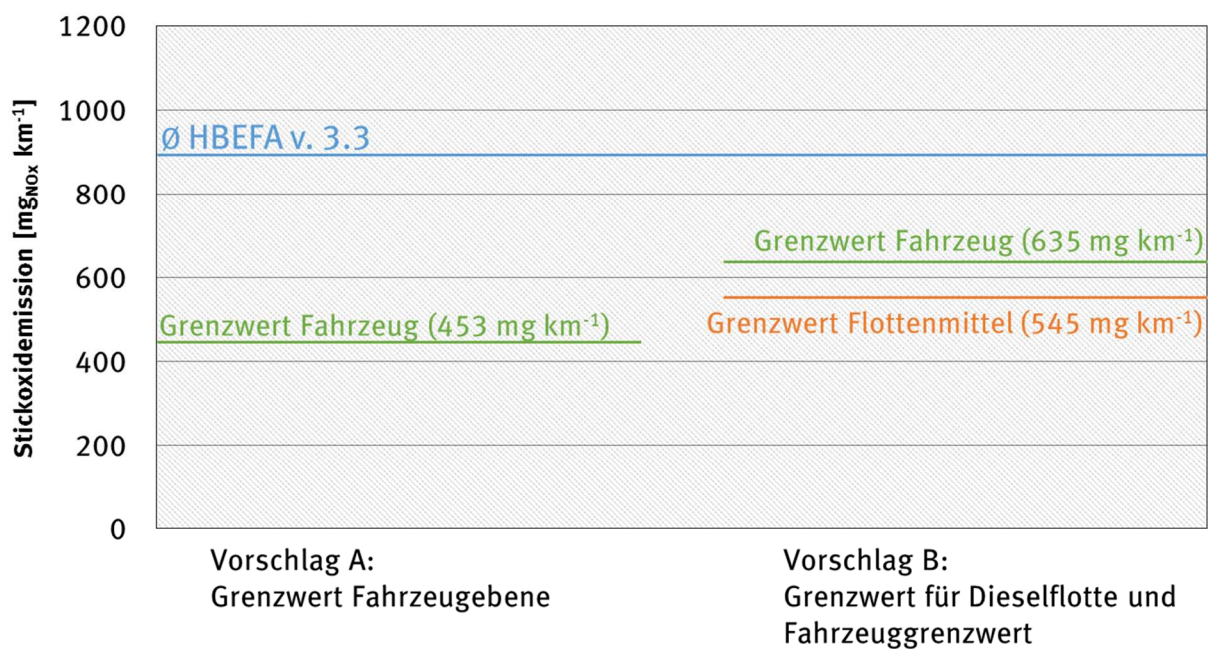 1200
1000
800
600
400
200
0
Stickoxidemission [mgNOx km-1]
Ø HBEFA v. 3.3
Grenzwert Fahrzeug (635 mg km-1)
Grenzwert Fahrzeug (453 mg km-1)
Grenzwert Flottenmittel (545 mg km-1)
Vorschlag A:
Grenzwert Fahrzeugebene
Vorschlag B:
Grenzwert für Dieselflotte und
Fahrzeuggrenzwert